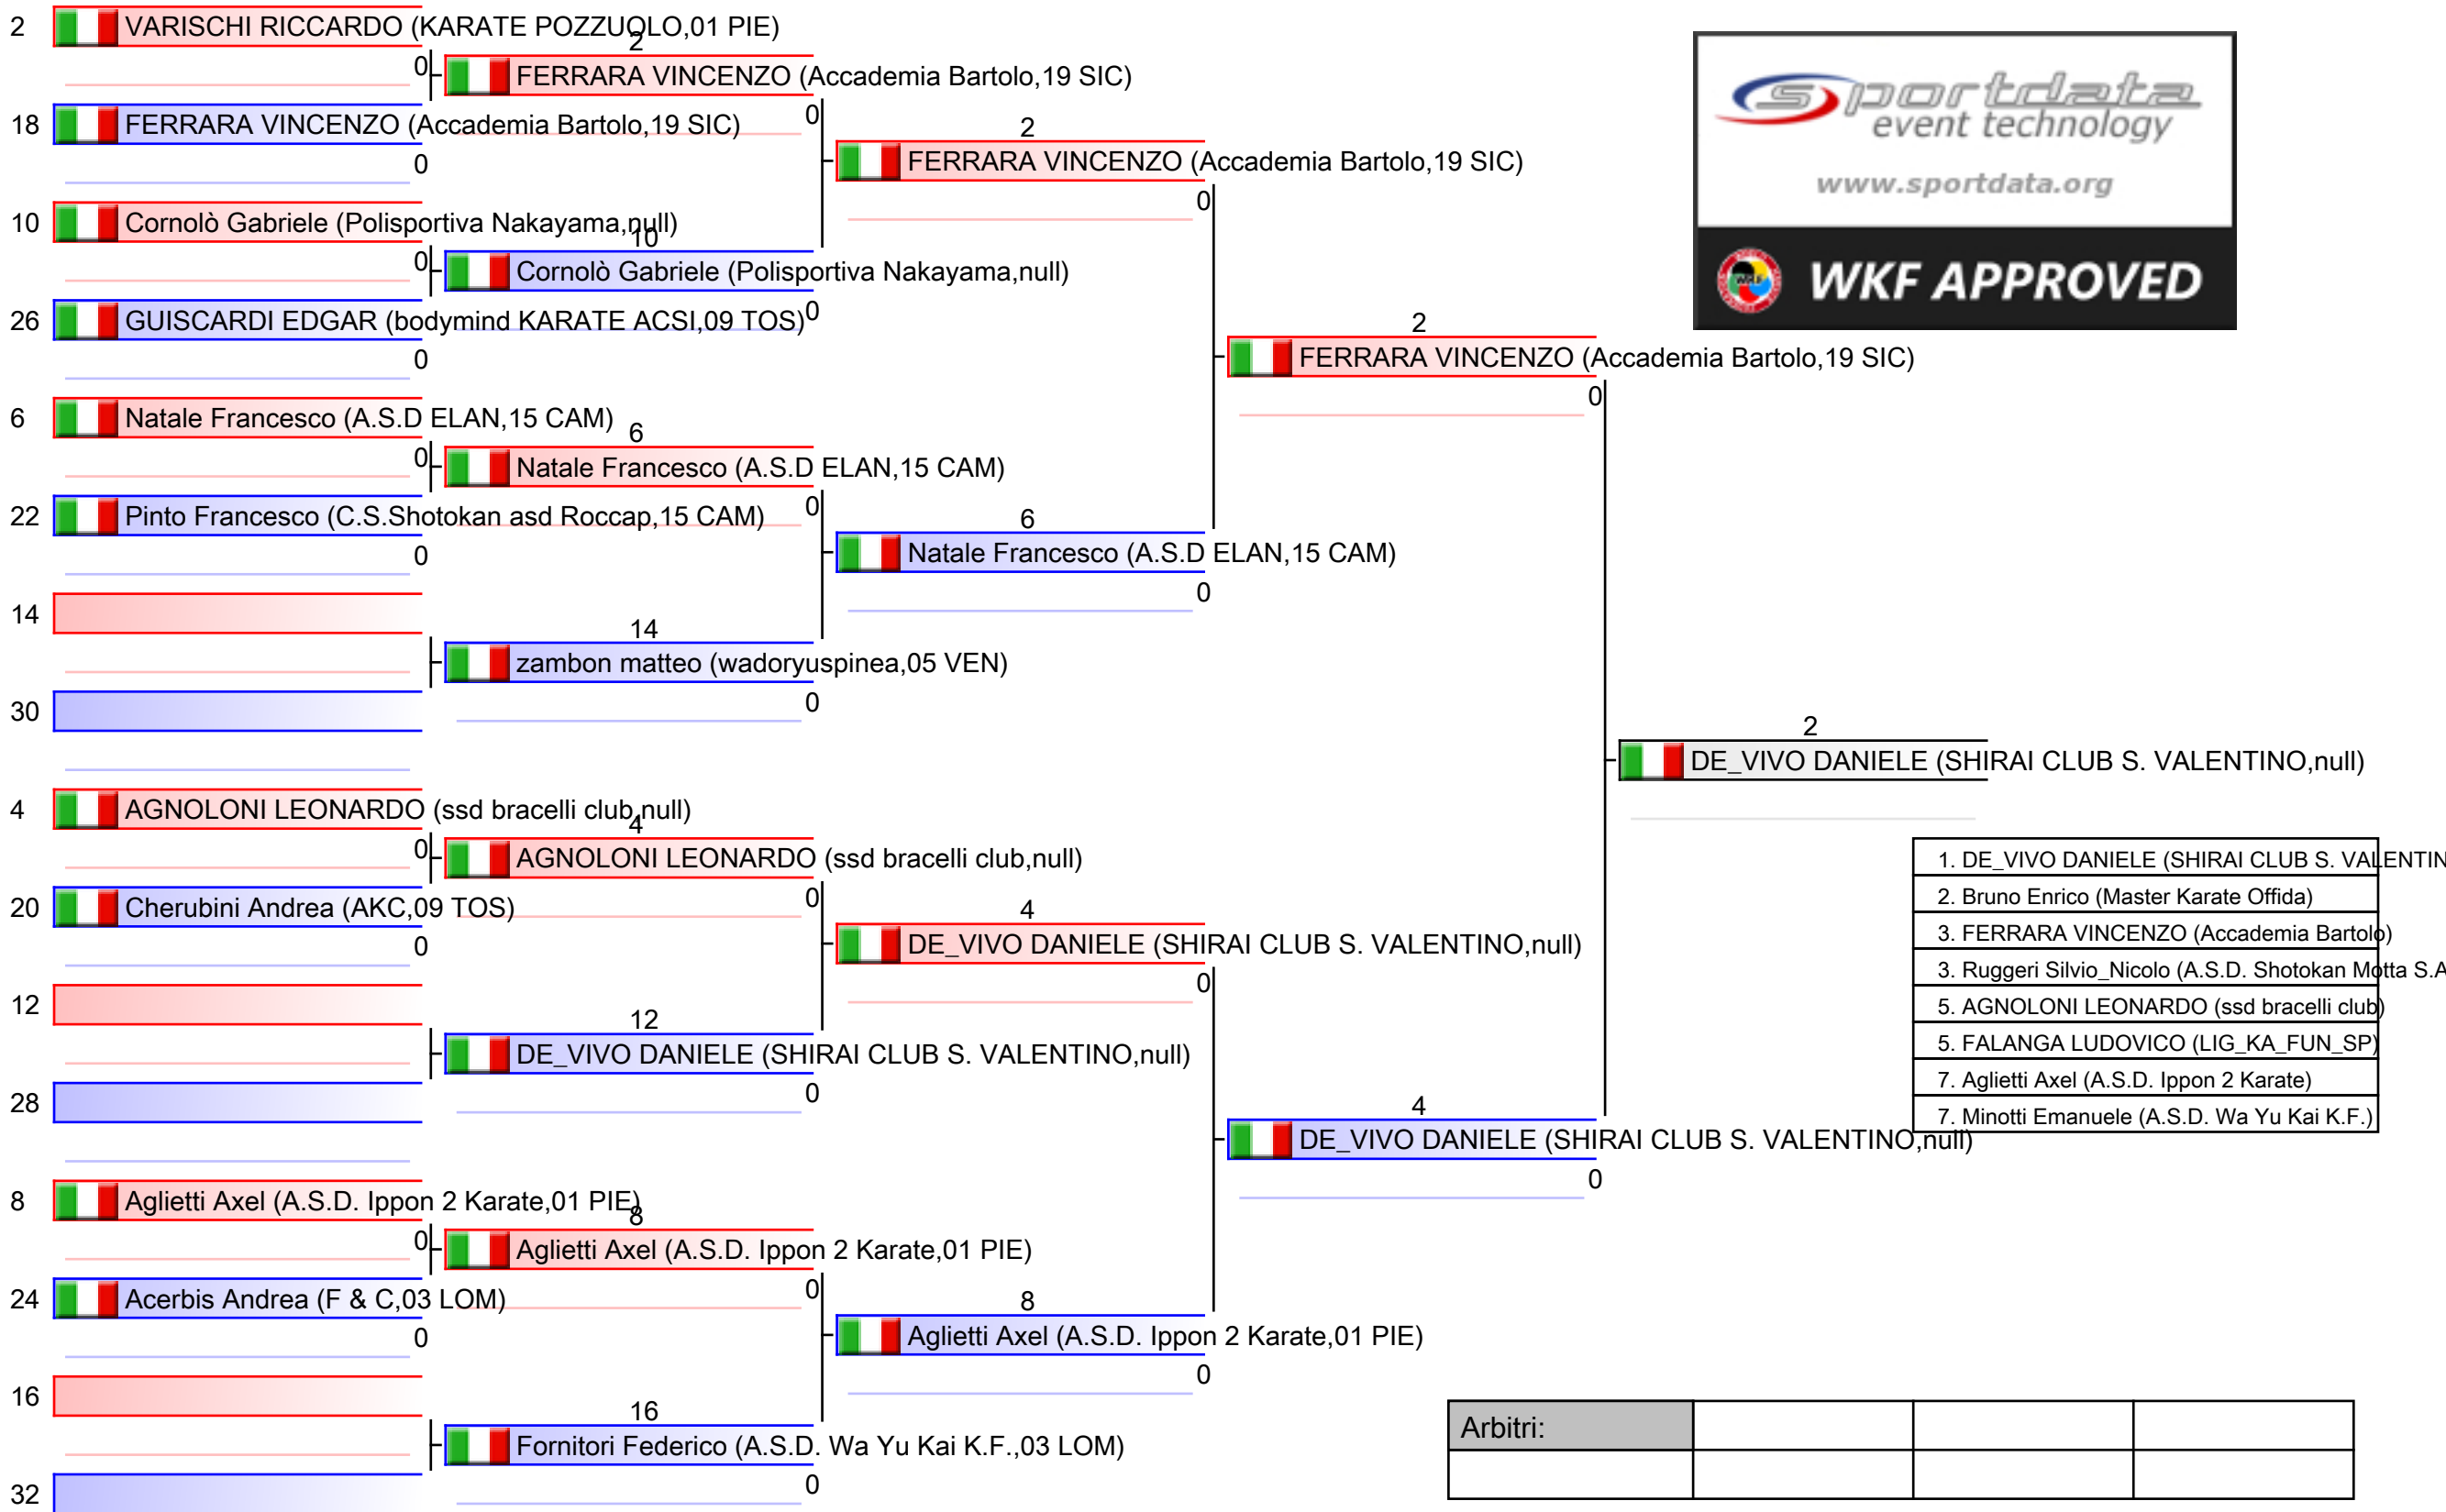 2 VARISCHI RICCARDO (KARATE POZZUOLO,01 PIE)
2
0 FERRARA VINCENZO (Accademia Bartolo,19 SIC)
18 FERRARA VINCENZO (Accademia Bartolo,19 SIC)
0
0
2
FERRARA VINCENZO (Accademia Bartolo,19 SIC)
0
10 Cornolò Gabriele (Polisportiva Nakayama,null)
10
0 Cornolò Gabriele (Polisportiva Nakayama,null)
0
26 GUISCARDI EDGAR (bodymind KARATE ACSI,09 TOS)
0
2
FERRARA VINCENZO (Accademia Bartolo,19 SIC)
0
6 Natale Francesco (A.S.D ELAN,15 CAM)
6
0 Natale Francesco (A.S.D ELAN,15 CAM)
0
22 Pinto Francesco (C.S.Shotokan asd Roccap,15 CAM)
0
6
Natale Francesco (A.S.D ELAN,15 CAM)
0
14
14
zambon matteo (wadoryuspinea,05 VEN)
0
30
2
DE_VIVO DANIELE (SHIRAI CLUB S. VALENTINO,null)
4 AGNOLONI LEONARDO (ssd bracelli club,null)
4
0 AGNOLONI LEONARDO (ssd bracelli club,null)
0
20 Cherubini Andrea (AKC,09 TOS)
0
4
DE_VIVO DANIELE (SHIRAI CLUB S. VALENTINO,null)
0
12
12
DE_VIVO DANIELE (SHIRAI CLUB S. VALENTINO,null)
0
28
4
DE_VIVO DANIELE (SHIRAI CLUB S. VALENTINO,null)
0
8 Aglietti Axel (A.S.D. Ippon 2 Karate,01 PIE)
8
0 Aglietti Axel (A.S.D. Ippon 2 Karate,01 PIE)
0
24 Acerbis Andrea (F & C,03 LOM)
0
8
Aglietti Axel (A.S.D. Ippon 2 Karate,01 PIE)
0
16
16
Fornitori Federico (A.S.D. Wa Yu Kai K.F.,03 LOM)
0
32
sportdata
event technology
www.sportdata.org
WKF APPROVED
1. DE_VIVO DANIELE (SHIRAI CLUB S. VALENTIN
2. Bruno Enrico (Master Karate Offida)
3. FERRARA VINCENZO (Accademia Bartolo)
3. Ruggeri Silvio_Nicolo (A.S.D. Shotokan Motta S.A
5. AGNOLONI LEONARDO (ssd bracelli club)
5. FALANGA LUDOVICO (LIG_KA_FUN_SP)
7. Aglietti Axel (A.S.D. Ippon 2 Karate)
7. Minotti Emanuele (A.S.D. Wa Yu Kai K.F.)
Arbitri: